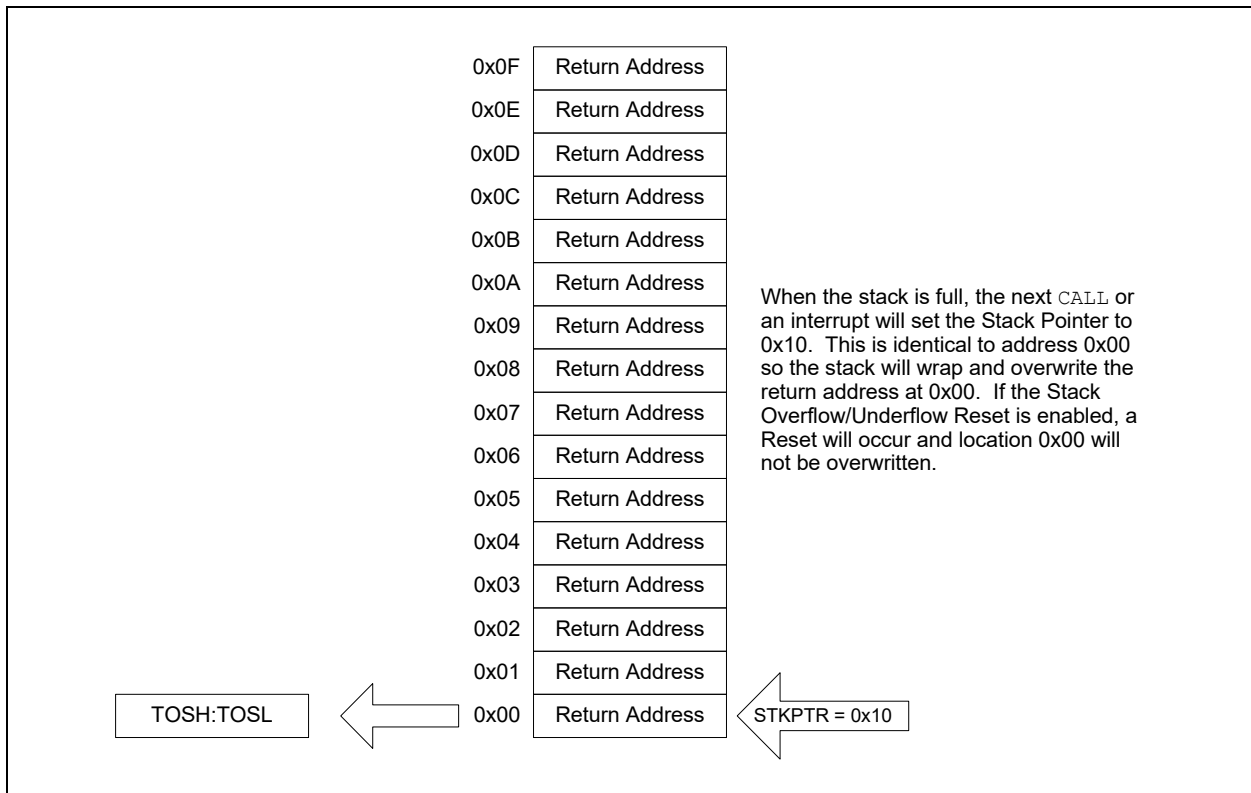 0x0F Return Address
0x0E Return Address
0x0D Return Address
0x0C Return Address
0x0B Return Address
0x0A Return Address
0x09 Return Address
0x08 Return Address
0x07 Return Address
0x06 Return Address
0x05 Return Address
0x04 Return Address
0x03 Return Address
0x02 Return Address
0x01 Return Address
TOSH:TOSL 0x00 Return Address STKPTR = 0x10
When the stack is full, the next CALL or
an interrupt will set the Stack Pointer to
0x10. This is identical to address 0x00
so the stack will wrap and overwrite the
return address at 0x00. If the Stack
Overflow/Underflow Reset is enabled, a
Reset will occur and location 0x00 will
not be overwritten.